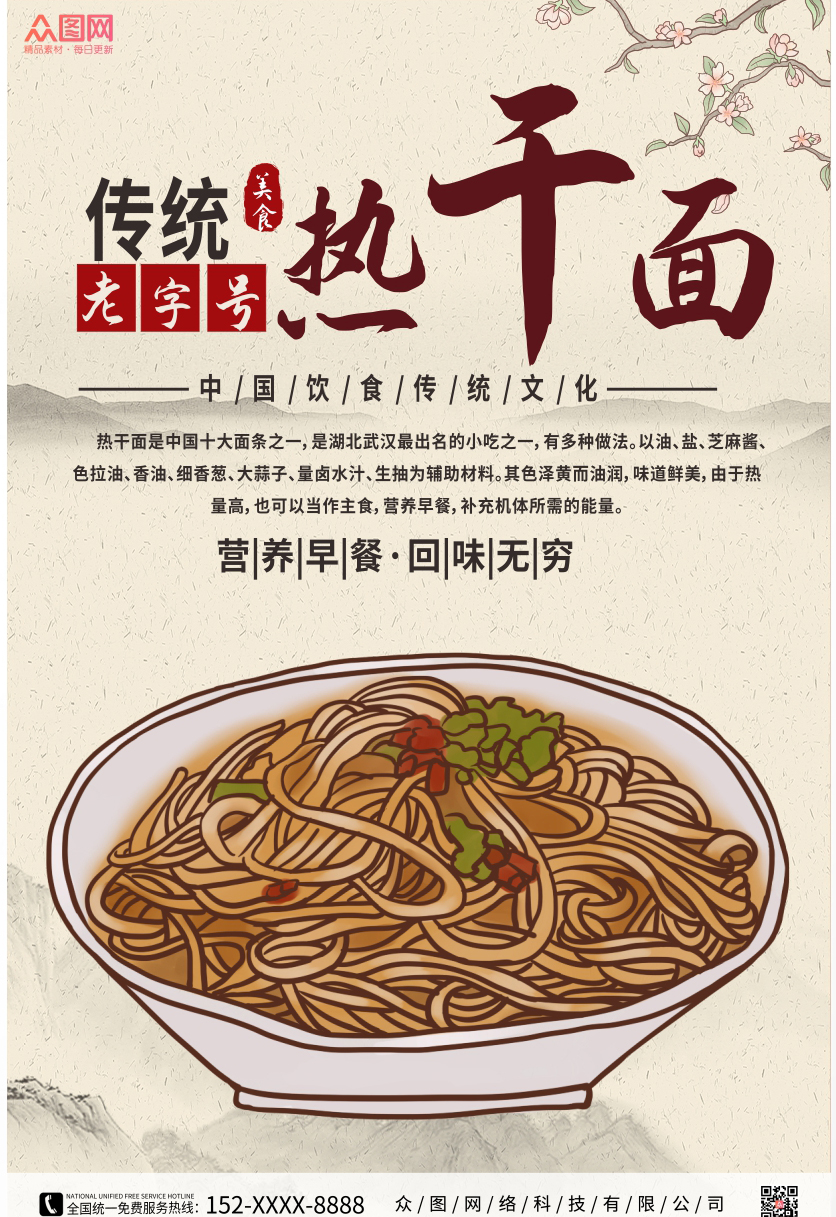 众图网
精品素材·每日更新
传统
美食
老字号
热干面
中/国/饮/食/传/统/文/化
热干面是中国十大面条之一,是湖北武汉最出名的小吃之一,有多种做法。以油、盐、芝麻酱、
色拉油、香油、细香葱、大蒜子、量卤水汁、生抽为辅助材料。其色泽黄而油润,味道鲜美,由于热
量高,也可以当作主食,营养早餐,补充机体所需的能量。
营|养|早|餐·回|味|无|穷
NATIONAL UNIFIED FREE SERVICE HOTLINE
全国统一免费服务热线:152-XXXX-8888
众/图/网/络/科/技/有/限/公/司